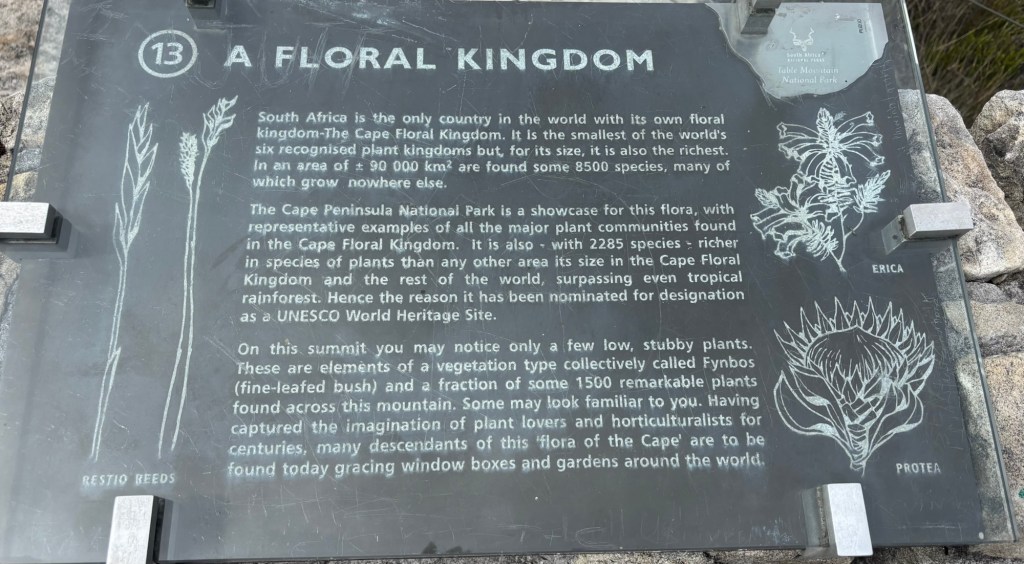 13 A FLORAL KINGDOM
SOUTH AFRICAN
NATIONAL PARKS
Table Mountain
National Park
South Africa is the only country in the world with its own floral
kingdom-The Cape Floral Kingdom. It is the smallest of the world's
six recognised plant kingdoms but, for its size, it is also the richest.
In an area of ± 90 000 km² are found some 8500 species, many of
which grow nowhere else.
The Cape Peninsula National Park is a showcase for this flora, with
representative examples of all the major plant communities found
in the Cape Floral Kingdom. It is also - with 2285 species - richer
in species of plants than any other area its size in the Cape Floral
Kingdom and the rest of the world, surpassing even tropical
rainforest. Hence the reason it has been nominated for designation
as a UNESCO World Heritage Site.
On this summit you may notice only a few low, stubby plants.
These are elements of a vegetation type collectively called Fynbos
(fine-leafed bush) and a fraction of some 1500 remarkable plants
found across this mountain. Some may look familiar to you. Having
captured the imagination of plant lovers and horticulturalists for
centuries, many descendants of this 'flora of the Cape' are to be
found today gracing window boxes and gardens around the world.
ERICA
PROTEA
RESTIO REEDS